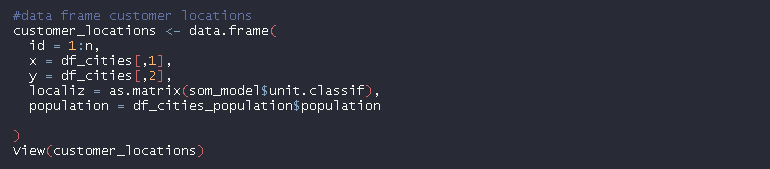 #data frame customer locations
customer_locations <- data.frame(
  id = 1:n,
  x = df_cities[,1],
  y = df_cities[,2],
  localiz = as.matrix(som_model$unit.classif),
  population = df_cities_population$population
)
View(customer_locations)